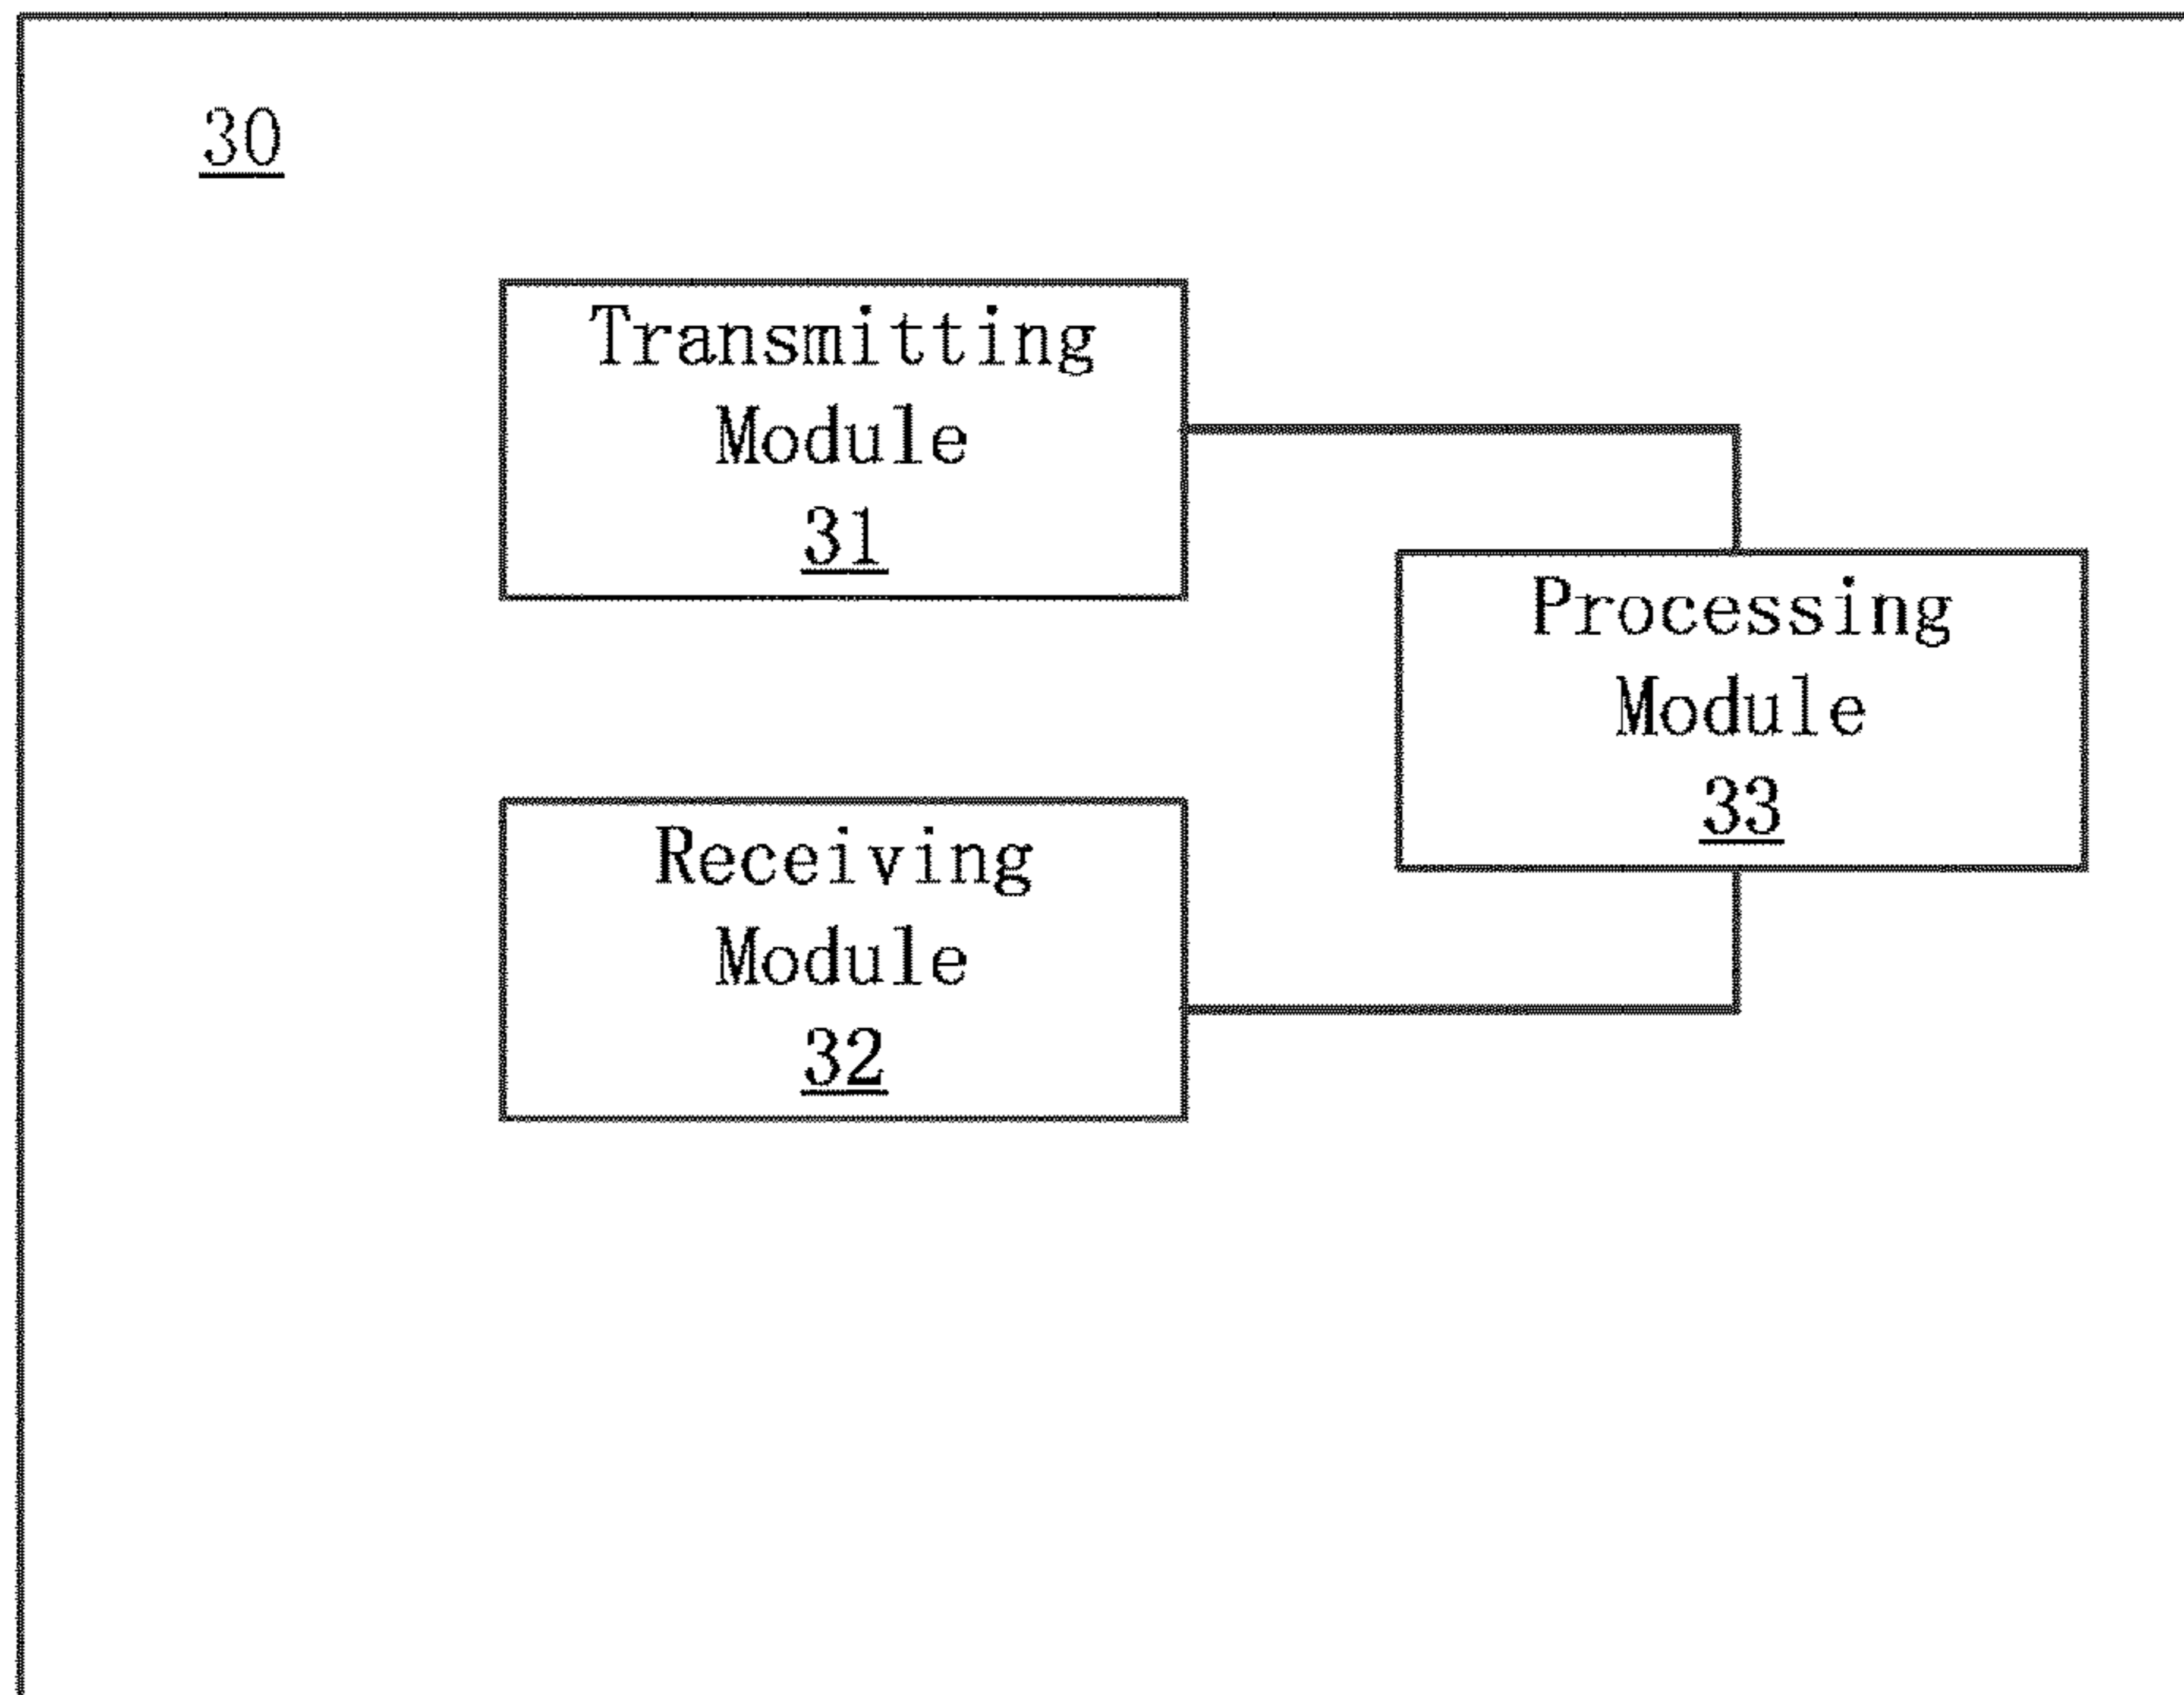 30
Transmitting
Module
31
Processing
Module
33
Receiving
Module
32